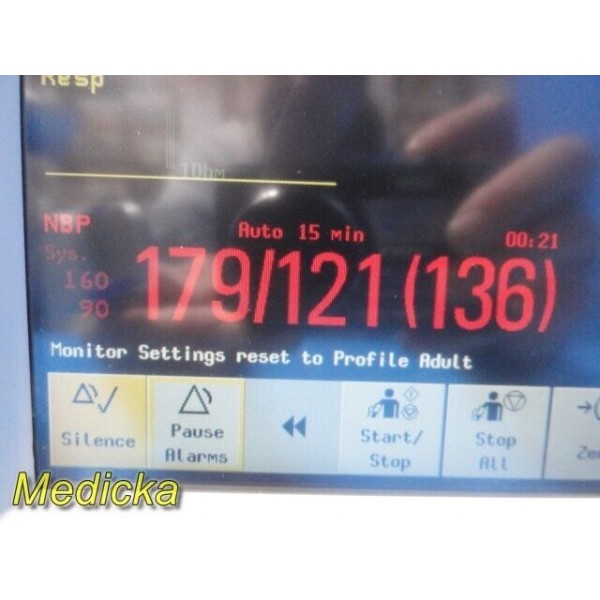 Resp
10bm
NBP
Auto 15 min
00:21
Sys.
160
90
179/121(136)
Monitor Settings reset to Profile Adult
Silence
Pause Alarms
Start/ Stop
Stop All
Medicka